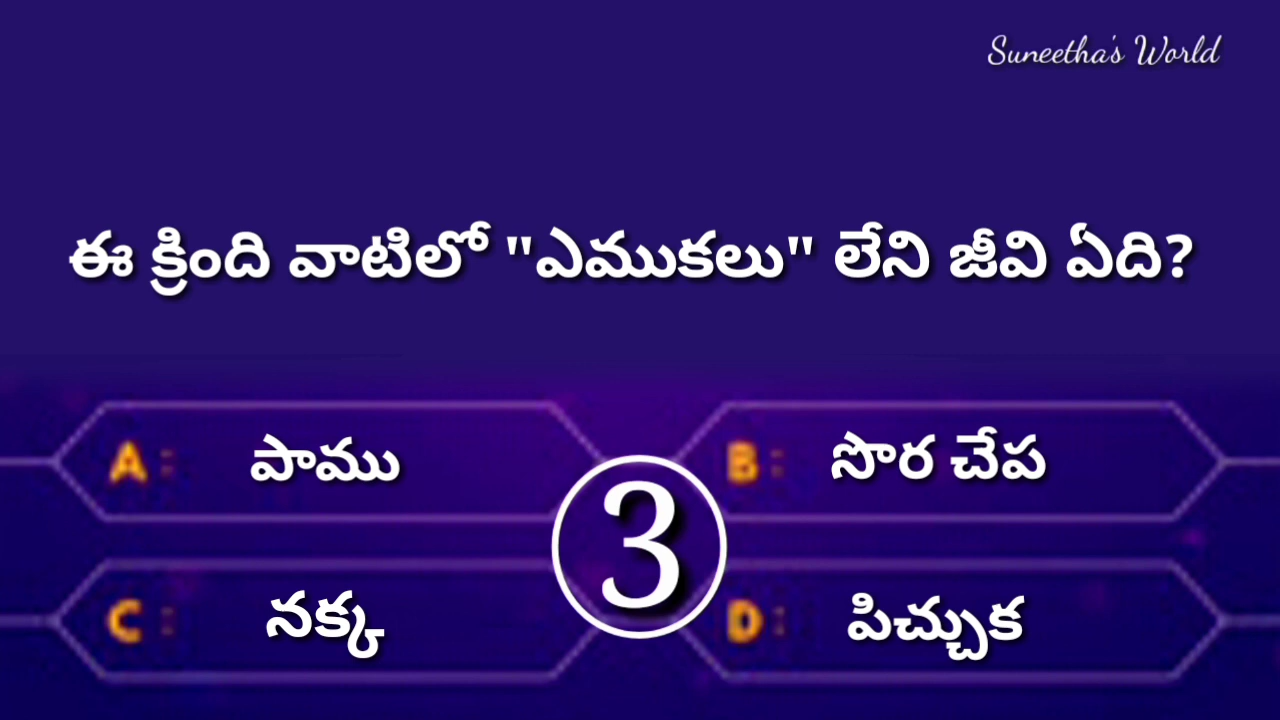 Suneetha's World
ఈ క్రింది వాటిలో "ఎముకలు" లేని జీవి ఏది?
A: పాము
B: సొర చేప
3
C: నక్క
D: పిచ్చుక